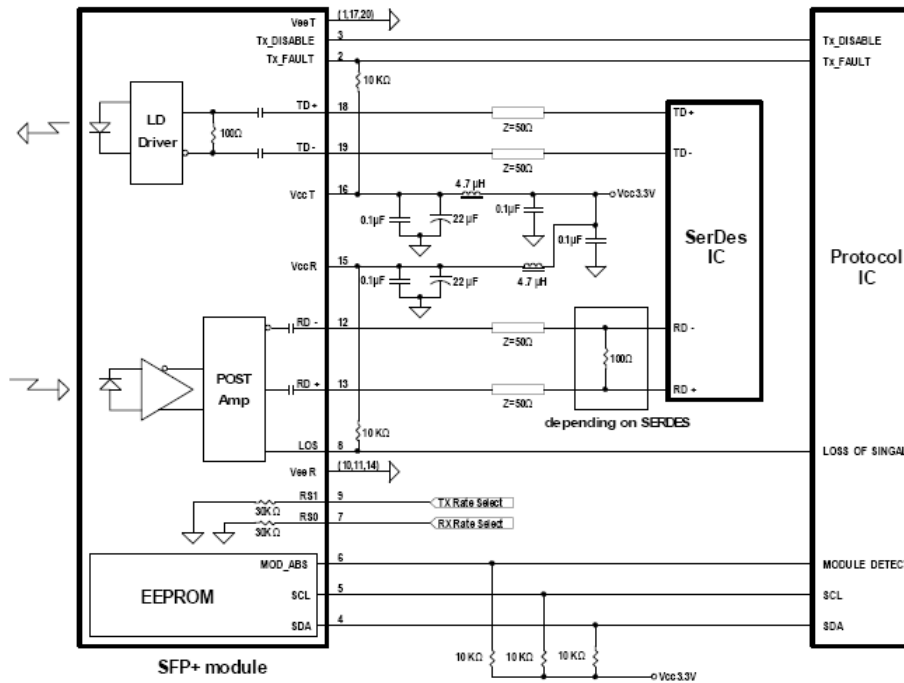 VeeT (1,17,20)
Tx_DISABLE 3 Tx_DISABLE
Tx_FAULT 2 Tx_FAULT
10 KΩ
LD
Driver
100Ω
TD+ 18 Z=50Ω TD+
TD- 19 Z=50Ω TD-
VccT 16 4.7 µH Vcc3.3V
0.1µF 22 µF 0.1µF
0.1µF
SerDes
IC
Protocol
IC
VccR 15
0.1µF 22 µF 4.7 µH
RD - 12 Z=50Ω RD -
POST
Amp
100Ω
RD + 13 Z=50Ω RD +
depending on SERDES
10 KΩ
LOS 8 LOSS OF SINGAL
VeeR (10,11,14)
RS1 9 TX Rate Select
30KΩ
RS0 7 RX Rate Select
30KΩ
MOD_ABS 6 MODULE DETECT
EEPROM
SCL 5 SCL
SDA 4 SDA
10 KΩ 10 KΩ 10 KΩ
SFP+ module
Vcc3.3V